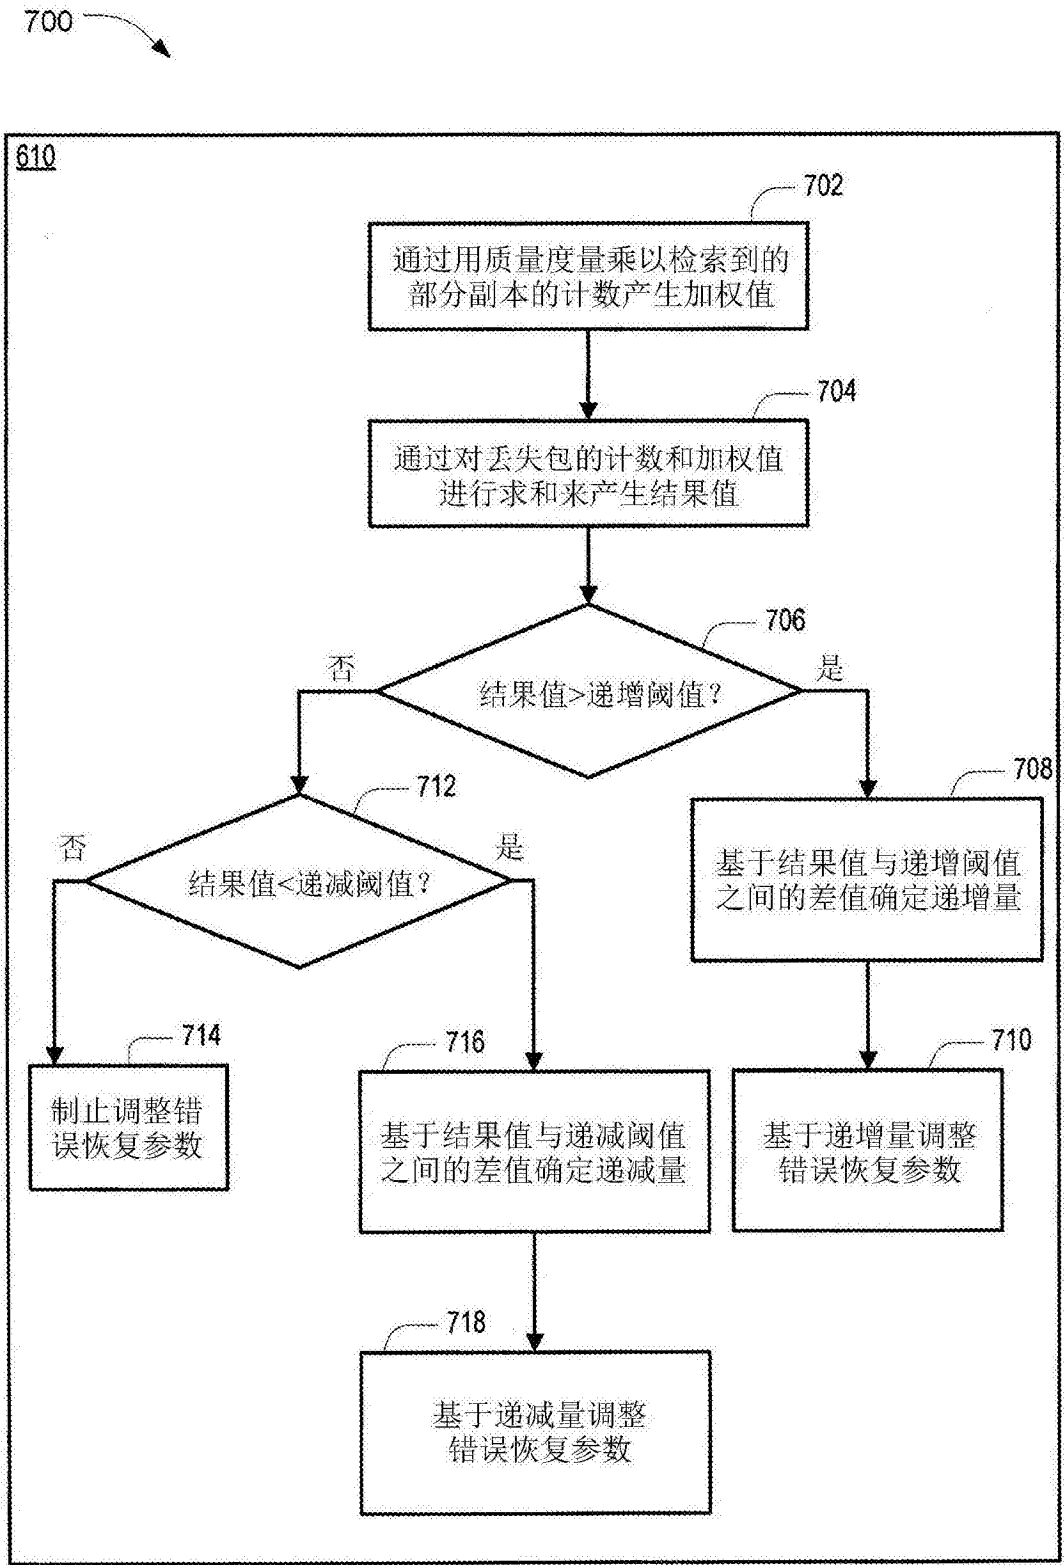 700
610
702
通过用质量度量乘以检索到的
部分副本的计数产生加权值
704
通过对丢失包的计数和加权值
进行求和来产生结果值
706
否
是
结果值>递增阈值？
712
708
否
是
结果值<递减阈值？
基于结果值与递增阈值
之间的差值确定递增量
714
716
710
制止调整错
误恢复参数
基于结果值与递减阈值
之间的差值确定递减量
基于递增量调整
错误恢复参数
718
基于递减量调整
错误恢复参数